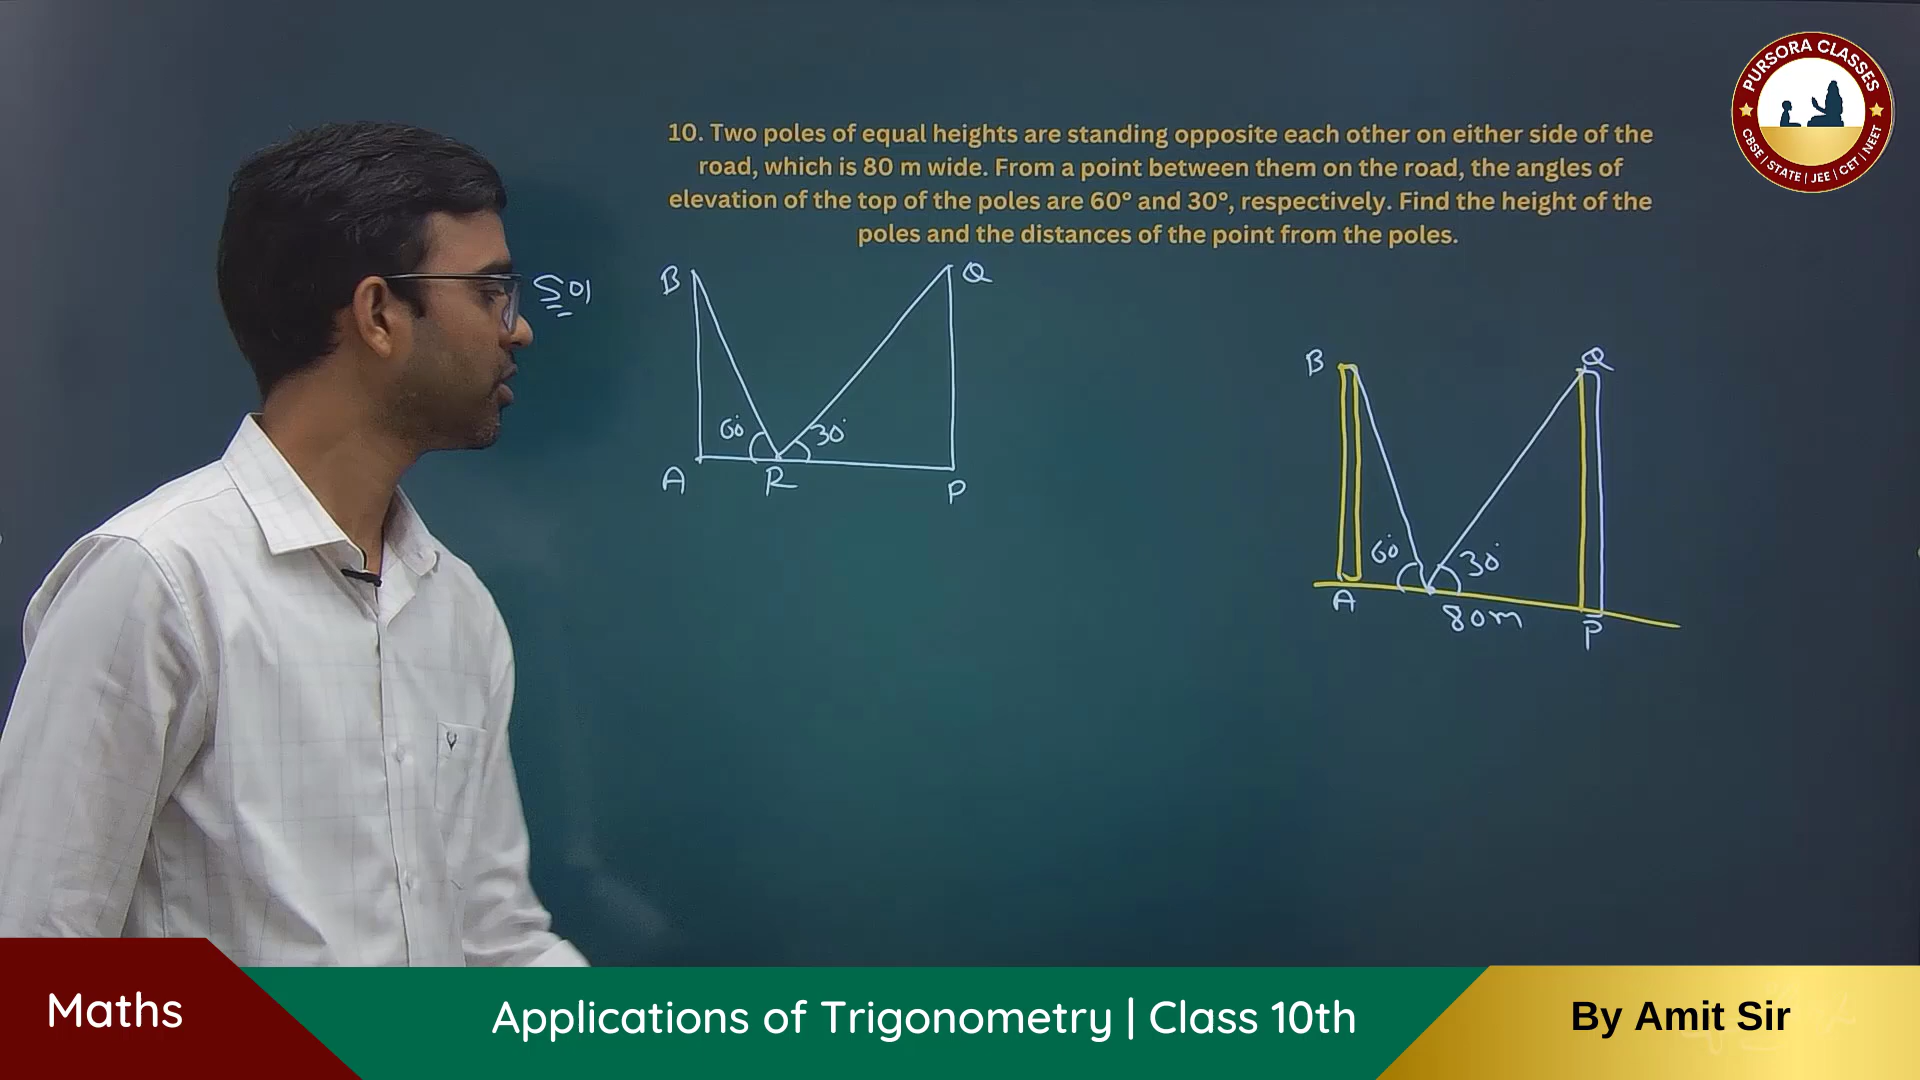 PURSORA CLASSES
CBSE | STATE | JEE | CET | NEET
10. Two poles of equal heights are standing opposite each other on either side of the
road, which is 80 m wide. From a point between them on the road, the angles of
elevation of the top of the poles are 60° and 30°, respectively. Find the height of the
poles and the distances of the point from the poles.
Sol
B Q
60° 30°
A R P
B Q
60° 30°
A 80m P
Maths
Applications of Trigonometry | Class 10th
By Amit Sir